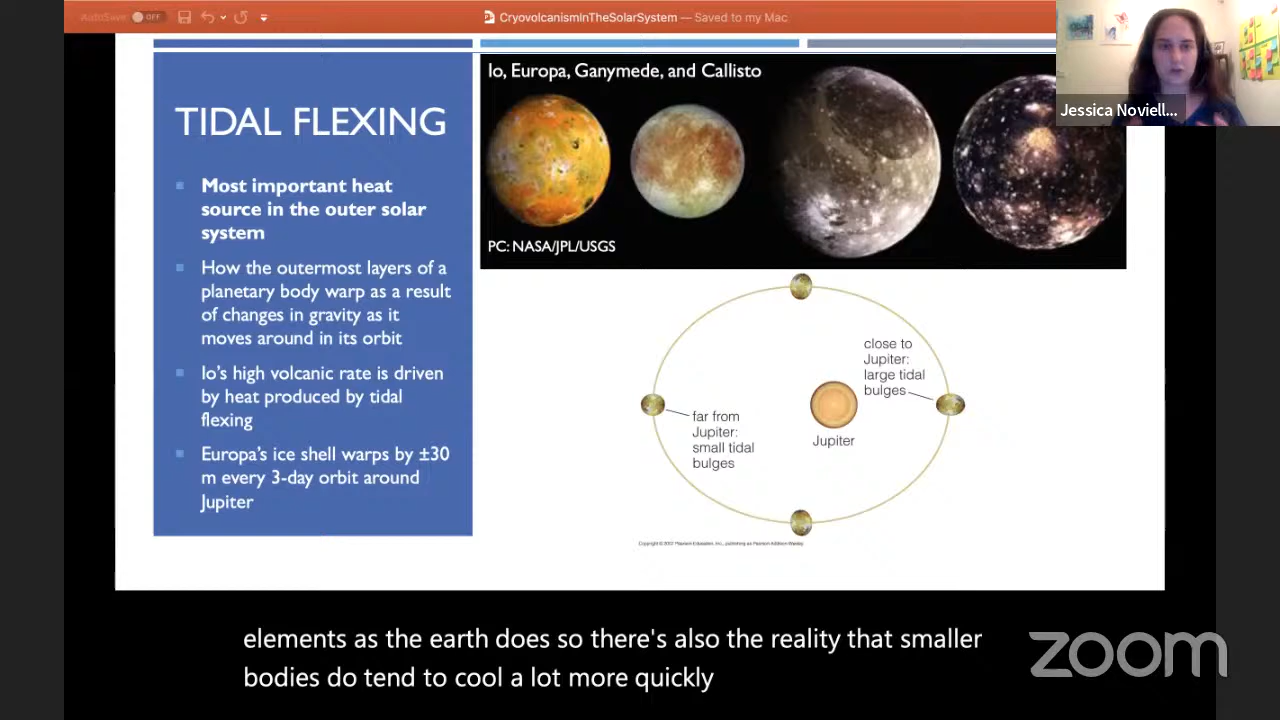 AutoSave OFF
CryovolcanismInTheSolarSystem — Saved to my Mac
Jessica Noviell...
Io, Europa, Ganymede, and Callisto
PC: NASA/JPL/USGS
TIDAL FLEXING
Most important heat
source in the outer solar
system
How the outermost layers of a
planetary body warp as a result
of changes in gravity as it
moves around in its orbit
Io's high volcanic rate is driven
by heat produced by tidal
flexing
Europa's ice shell warps by ±30
m every 3-day orbit around
Jupiter
close to
Jupiter:
large tidal
bulges
far from
Jupiter:
small tidal
bulges
Jupiter
elements as the earth does so there's also the reality that smaller
bodies do tend to cool a lot more quickly
zoom